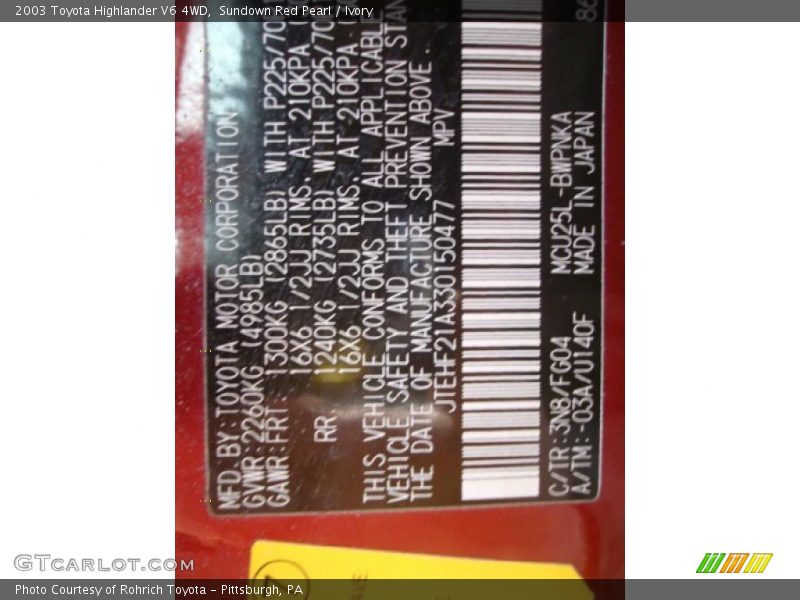 2003 Toyota Highlander V6 4WD, Sundown Red Pearl / Ivory
MFD.BY:TOYOTA MOTOR CORPORATION
GVWR:2260KG (4985LB)
GAWR:FRT. 1300KG (2865LB) WITH P225/70
16X6 1/2JJ RIMS, AT 210KPA
RR. 1240KG (2735LB) WITH P225/70
16X6 1/2JJ RIMS, AT 210KPA
THIS VEHICLE CONFORMS TO ALL APPLICABLE
VEHICLE SAFETY AND THEFT PREVENTION STAN
THE DATE OF MANUFACTURE SHOWN ABOVE.
JTEHF21A330150477 MPV
C/TR:3N8/FG04 MCU25L-BWPNKA 86
A/TM:-03A/U140F MADE IN JAPAN
GTcarlot.com
Photo Courtesy of Rohrich Toyota - Pittsburgh, PA